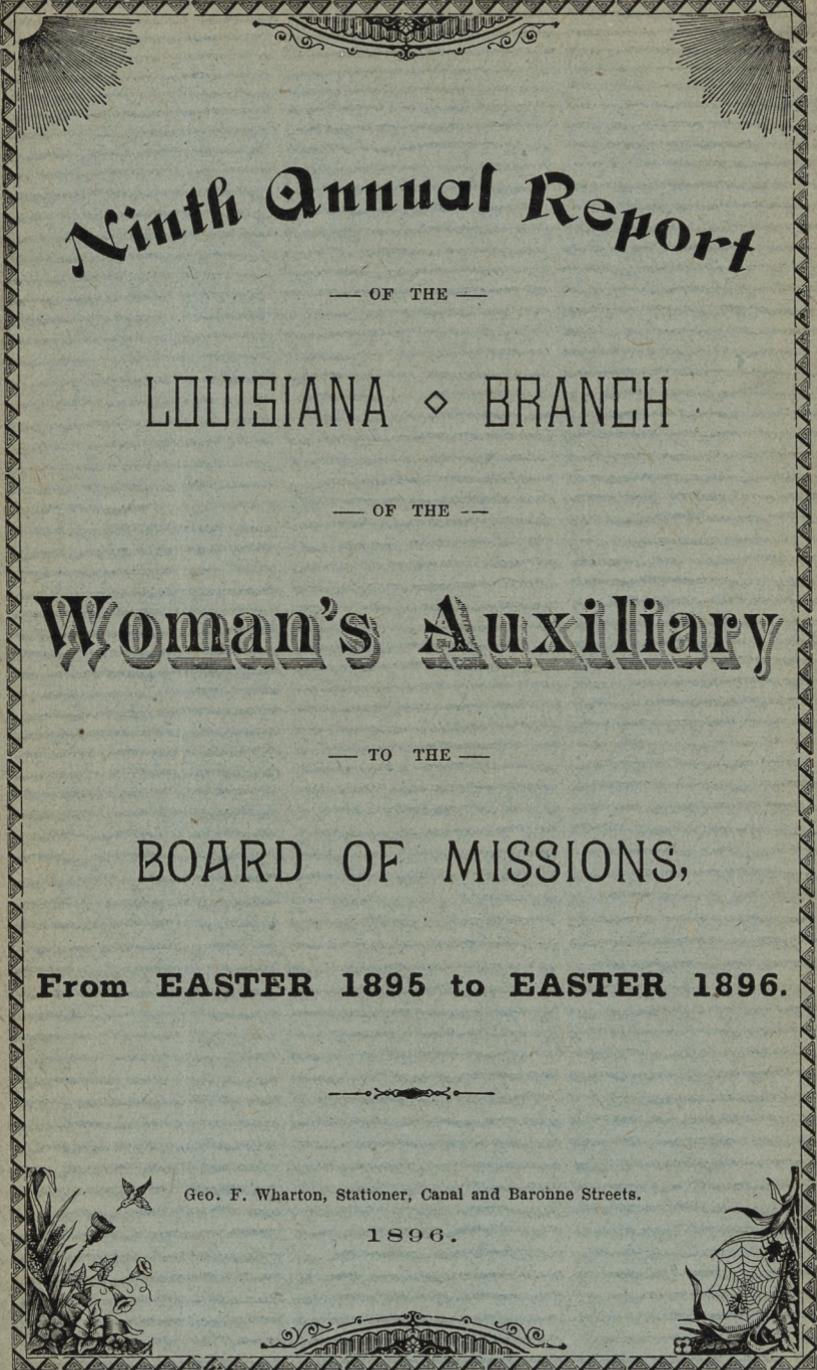 Ninth Annual Report
— OF THE —
LOUISIANA ◇ BRANCH
— OF THE —
Woman's Auxiliary
— TO THE —
BOARD OF MISSIONS,
From EASTER 1895 to EASTER 1896.
Geo. F. Wharton, Stationer, Canal and Baronne Streets.
1896.